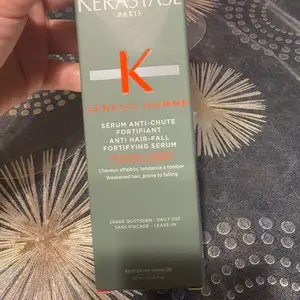 KÉRASTASE
PARIS
K
GENESIS HOMME
SÉRUM ANTI-CHUTE
FORTIFIANT
ANTI HAIR-FALL
FORTIFYING SERUM
Cheveux affaiblis, tendance à tomber
Weakened hair, prone to falling
USAGE QUOTIDIEN - DAILY USE
SANS RINÇAGE - LEAVE-IN